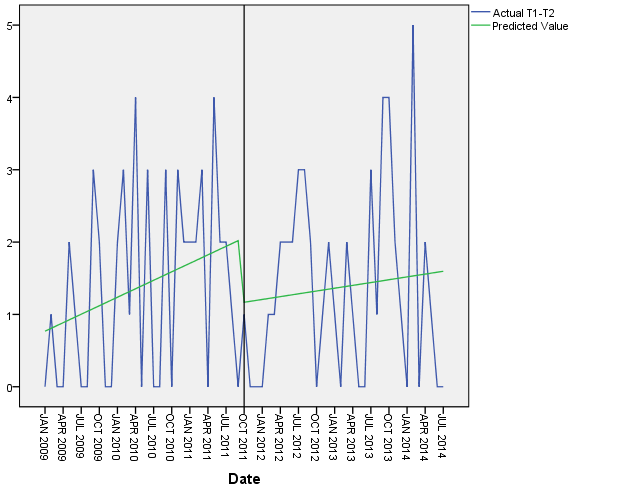 Actual T1-T2
Predicted Value
5
4
3
2
1
0
JAN 2009
APR 2009
JUL 2009
OCT 2009
JAN 2010
APR 2010
JUL 2010
OCT 2010
JAN 2011
APR 2011
JUL 2011
OCT 2011
JAN 2012
APR 2012
JUL 2012
OCT 2012
JAN 2013
APR 2013
JUL 2013
OCT 2013
JAN 2014
APR 2014
JUL 2014
Date